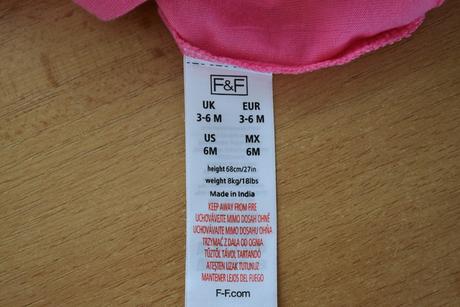 F&F
UK EUR
3-6 M 3-6 M
US MX
6M 6M
height 68cm/27in
weight 8kg/18lbs
Made in India
KEEP AWAY FROM FIRE
UCHOVÁVEJTE MIMO DOSAH OHNĚ
UCHOVÁVAJTE MIMO DOSAHU OHŇA
TRZYMAĆ Z DALA OD OGNIA
TŰZTŐL TÁVOL TARTANDÓ
ATEŞTEN UZAK TUTUNUZ
MANTENER LEJOS DEL FUEGO
F-F.com